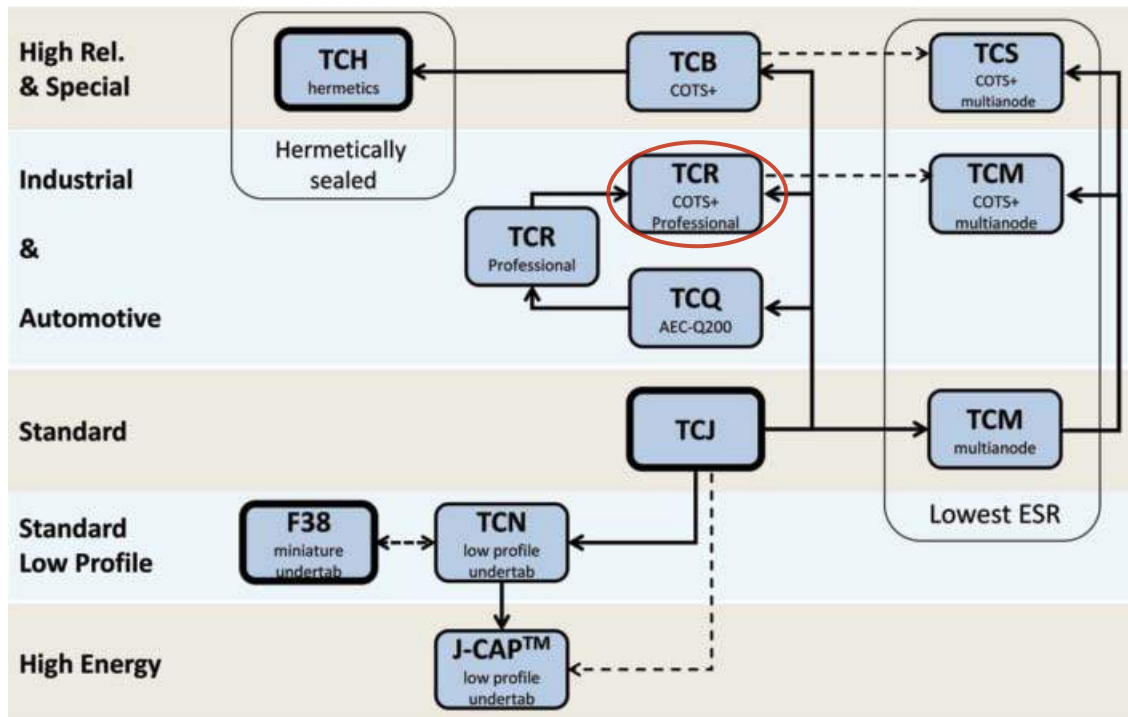 High Rel.
& Special
TCH
hermetics
TCB
COTS+
TCS
COTS+
multianode
Hermetically
sealed
Industrial
&
Automotive
TCR
COTS+
Professional
TCM
COTS+
multianode
TCR
Professional
TCQ
AEC-Q200
Standard
TCJ
TCM
multianode
Lowest ESR
Standard
Low Profile
F38
miniature
undertab
TCN
low profile
undertab
High Energy
J-CAP™
low profile
undertab